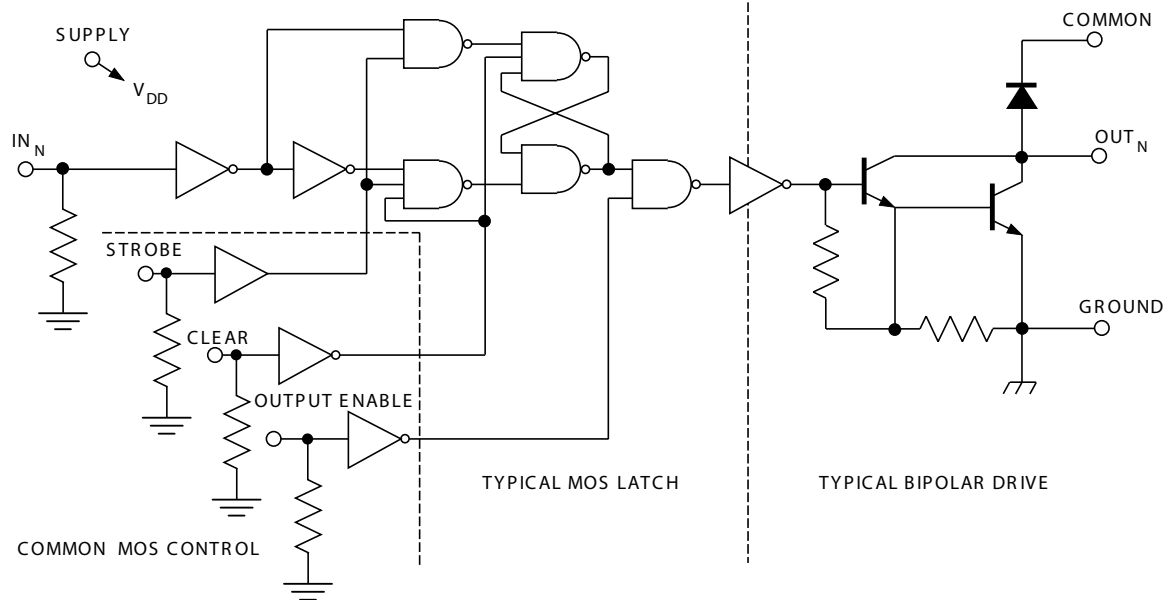 SUPPLY
VDD
COMMON
INN
OUTN
STROBE
CLEAR
GROUND
OUTPUT ENABLE
TYPICAL MOS LATCH
TYPICAL BIPOLAR DRIVE
COMMON MOS CONTROL